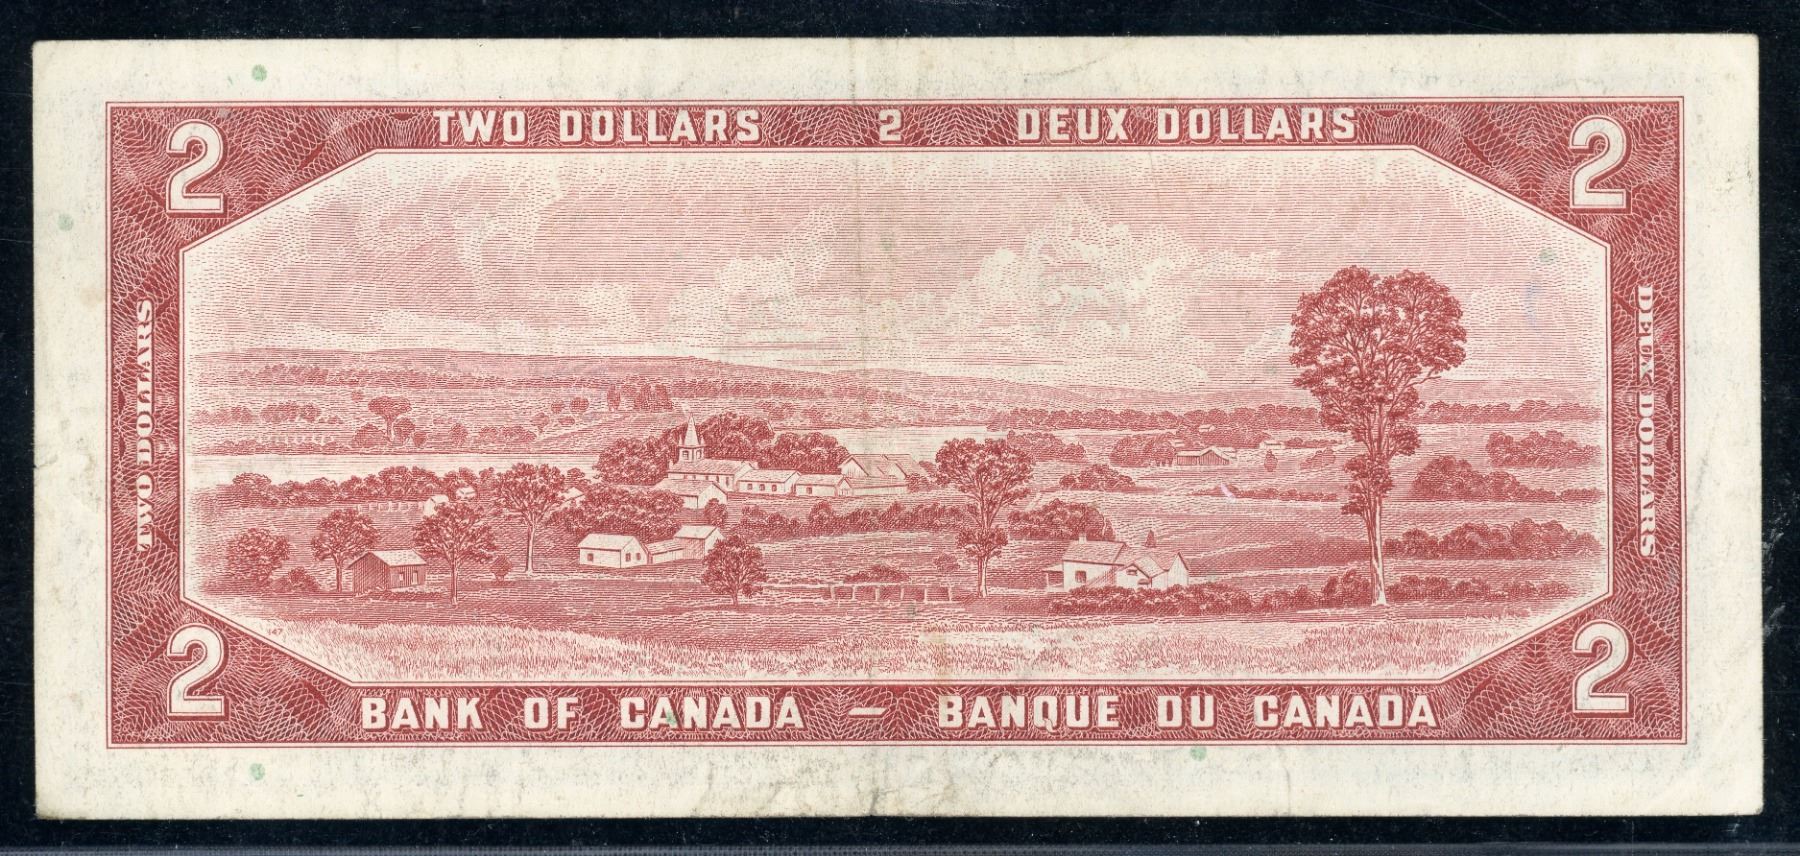 TWO DOLLARS 2 DEUX DOLLARS
2 2
TWO DOLLARS
DEUX DOLLARS
147
2 2
BANK OF CANADA — BANQUE DU CANADA